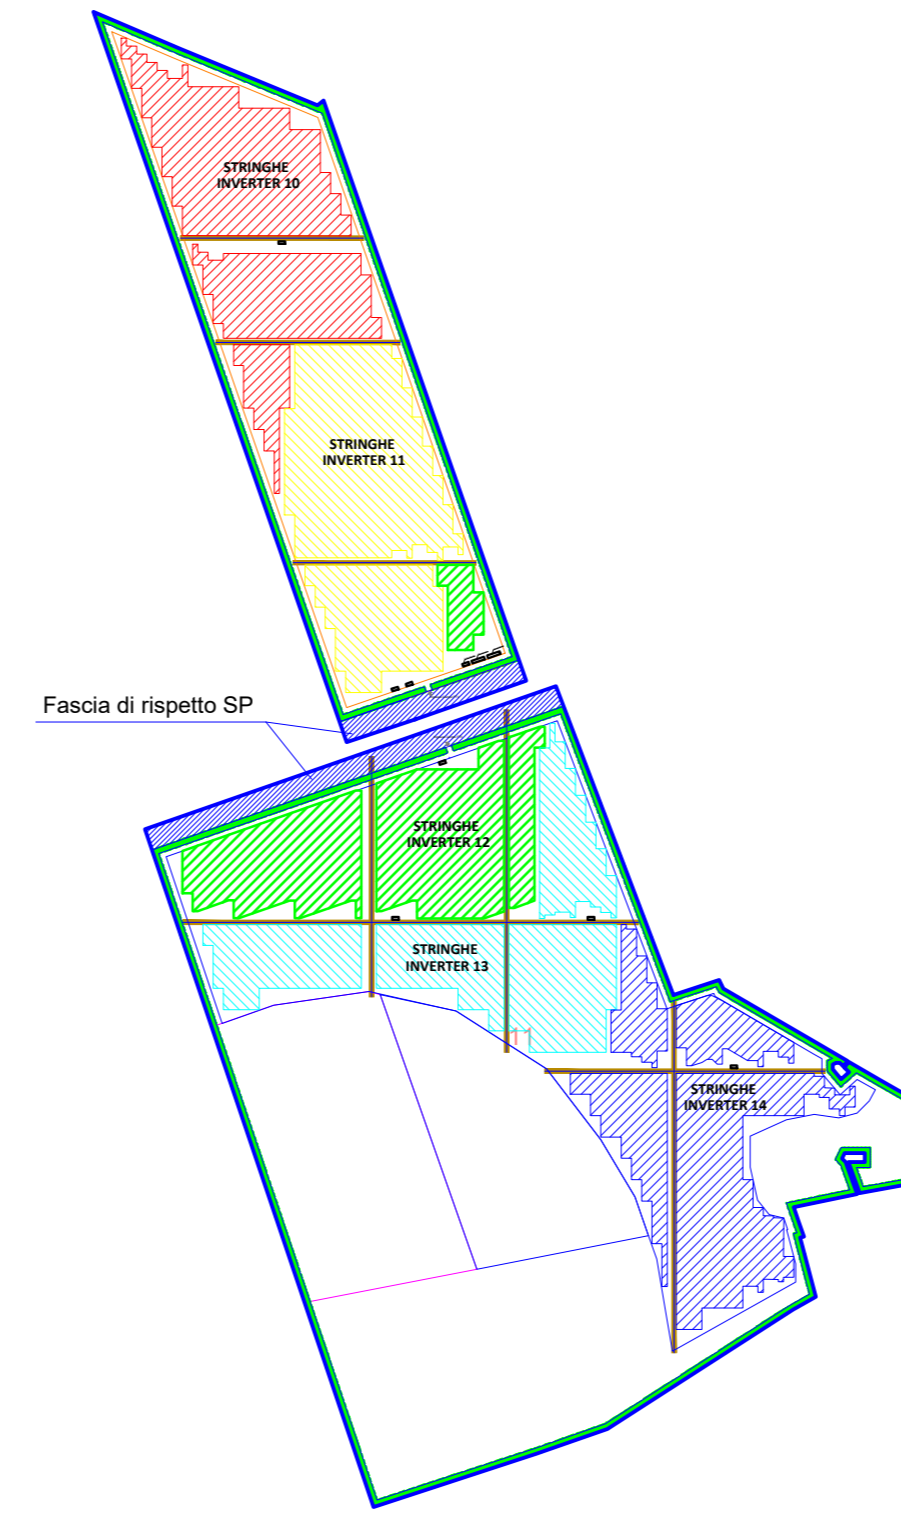 STRINGHE
INVERTER 10
STRINGHE
INVERTER 11
Fascia di rispetto SP
STRINGHE
INVERTER 12
STRINGHE
INVERTER 13
STRINGHE
INVERTER 14